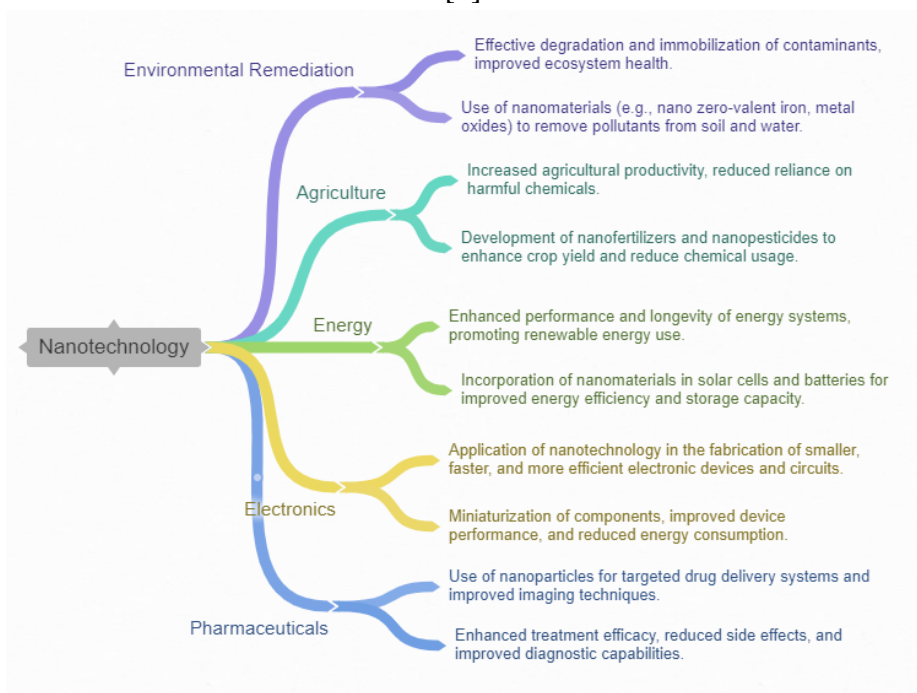 Effective degradation and immobilization of contaminants,
improved ecosystem health.
Environmental Remediation
Use of nanomaterials (e.g., nano zero-valent iron, metal
oxides) to remove pollutants from soil and water.
Increased agricultural productivity, reduced reliance on
harmful chemicals.
Agriculture
Development of nanofertilizers and nanopesticides to
enhance crop yield and reduce chemical usage.
Energy
Enhanced performance and longevity of energy systems,
promoting renewable energy use.
Nanotechnology
Incorporation of nanomaterials in solar cells and batteries for
improved energy efficiency and storage capacity.
Application of nanotechnology in the fabrication of smaller,
faster, and more efficient electronic devices and circuits.
Electronics
Miniaturization of components, improved device
performance, and reduced energy consumption.
Use of nanoparticles for targeted drug delivery systems and
improved imaging techniques.
Pharmaceuticals
Enhanced treatment efficacy, reduced side effects, and
improved diagnostic capabilities.